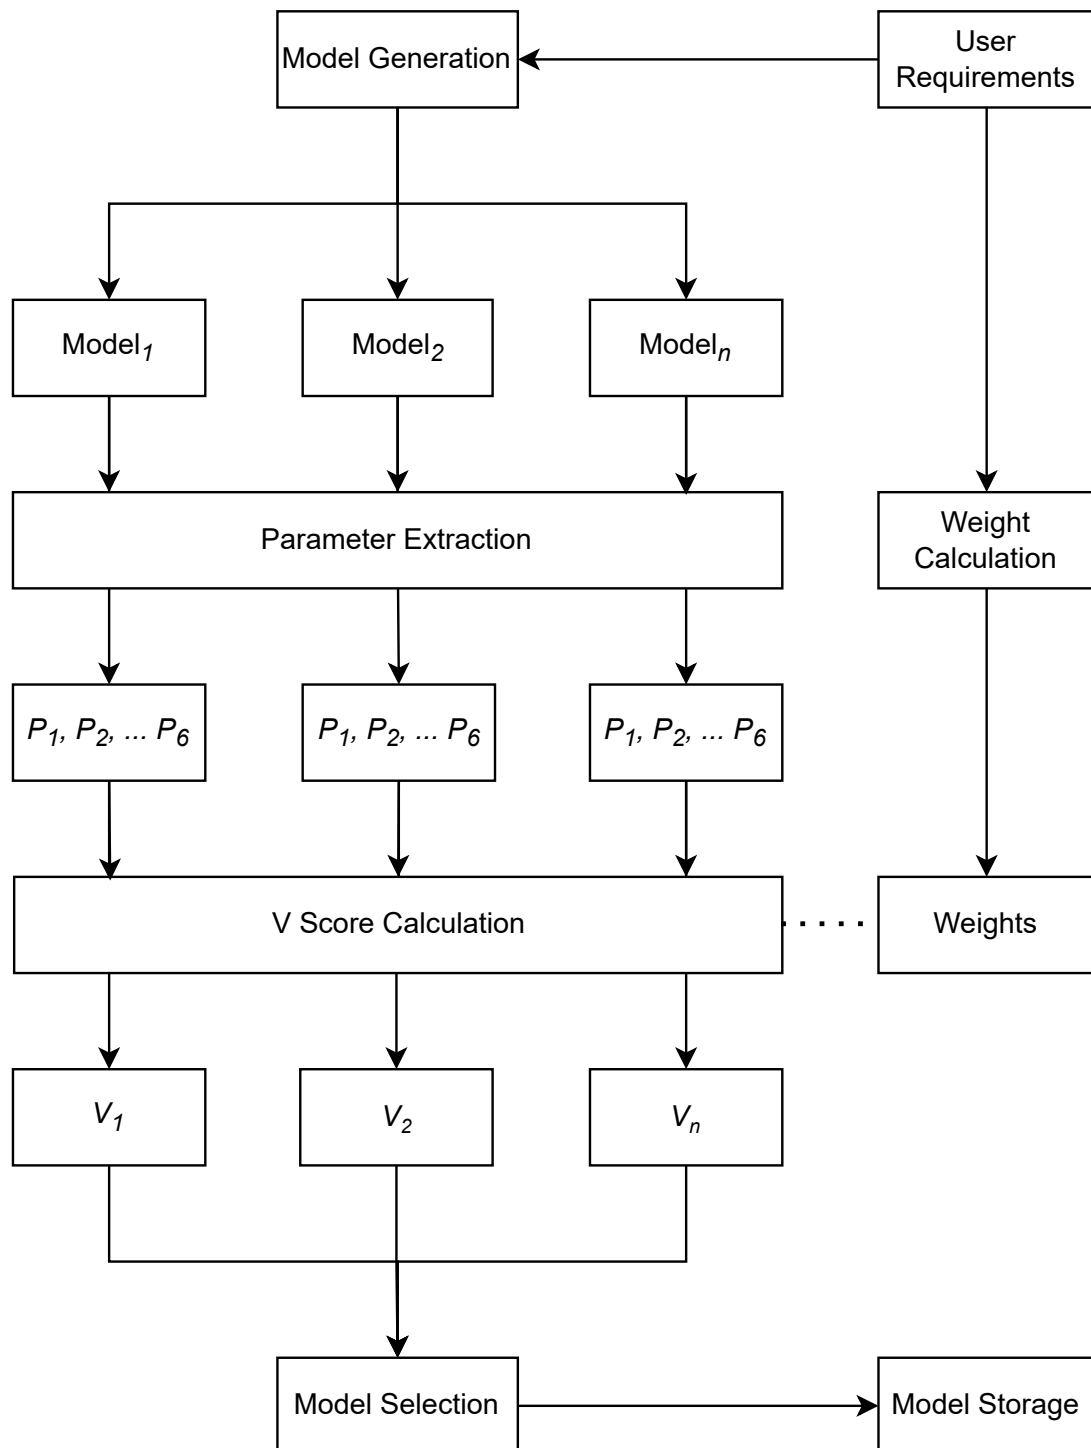 Model Generation
User
Requirements
Model1
Model2
Modeln
Parameter Extraction
Weight
Calculation
P1, P2, ... P6
P1, P2, ... P6
P1, P2, ... P6
V Score Calculation
Weights
V1
V2
Vn
Model Selection
Model Storage